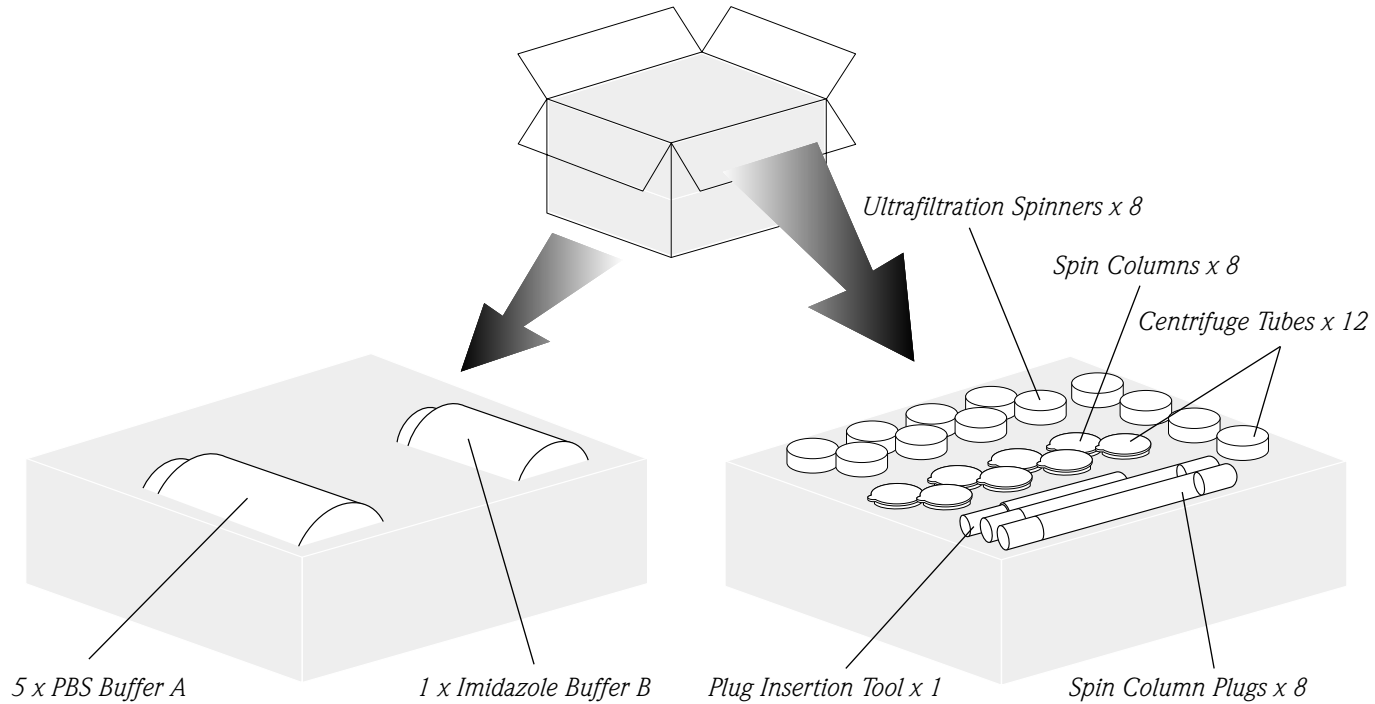 Ultrafiltration Spinners x 8
Spin Columns x 8
Centrifuge Tubes x 12
5 x PBS Buffer A
1 x Imidazole Buffer B
Plug Insertion Tool x 1
Spin Column Plugs x 8